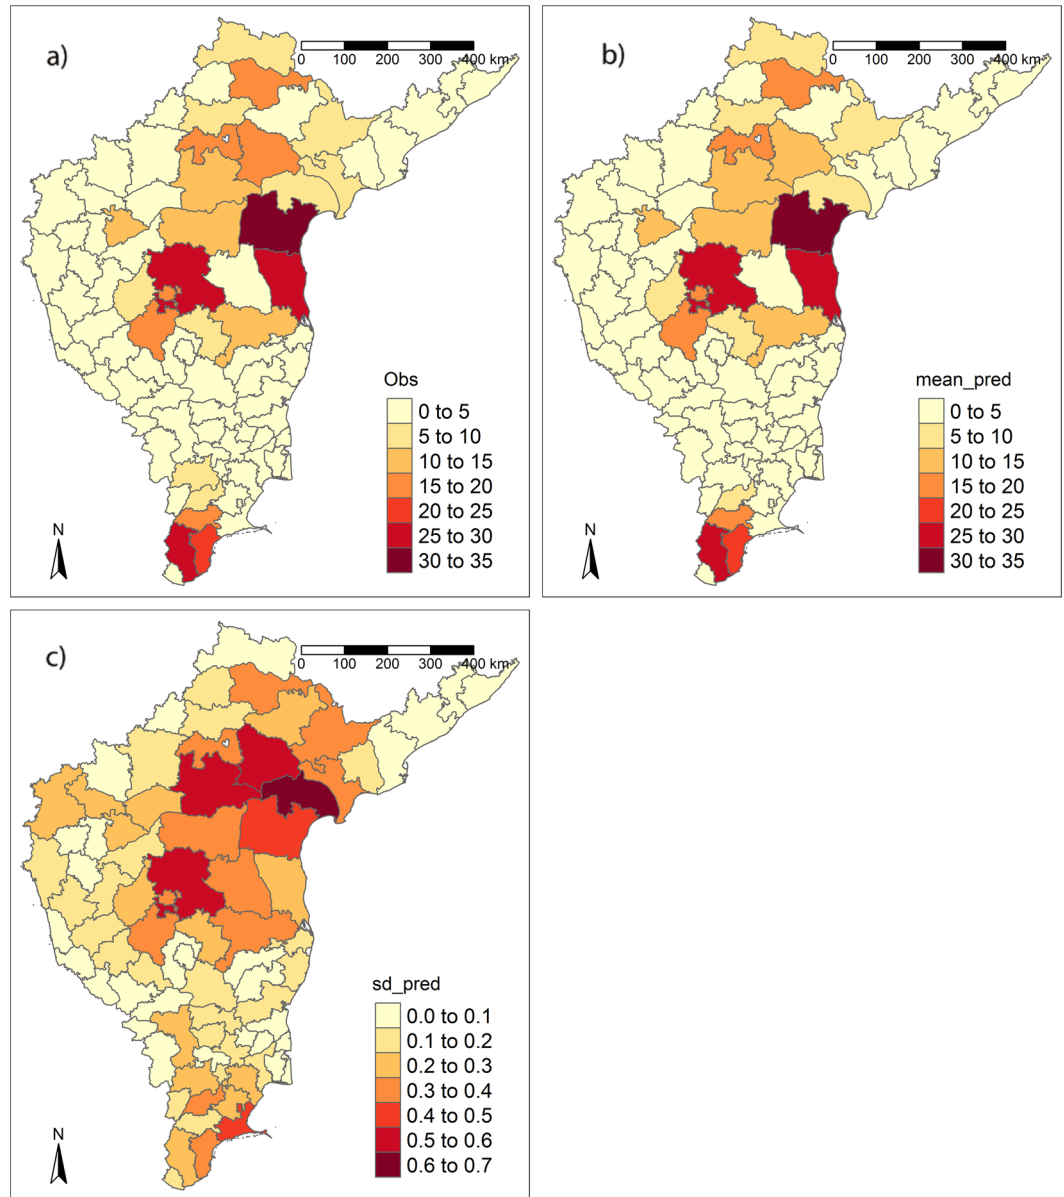 a)
0 100 200 300 400 km
Obs
0 to 5
5 to 10
10 to 15
15 to 20
20 to 25
25 to 30
30 to 35
N
b)
0 100 200 300 400 km
mean_pred
0 to 5
5 to 10
10 to 15
15 to 20
20 to 25
25 to 30
30 to 35
N
c)
0 100 200 300 400 km
sd_pred
0.0 to 0.1
0.1 to 0.2
0.2 to 0.3
0.3 to 0.4
0.4 to 0.5
0.5 to 0.6
0.6 to 0.7
N